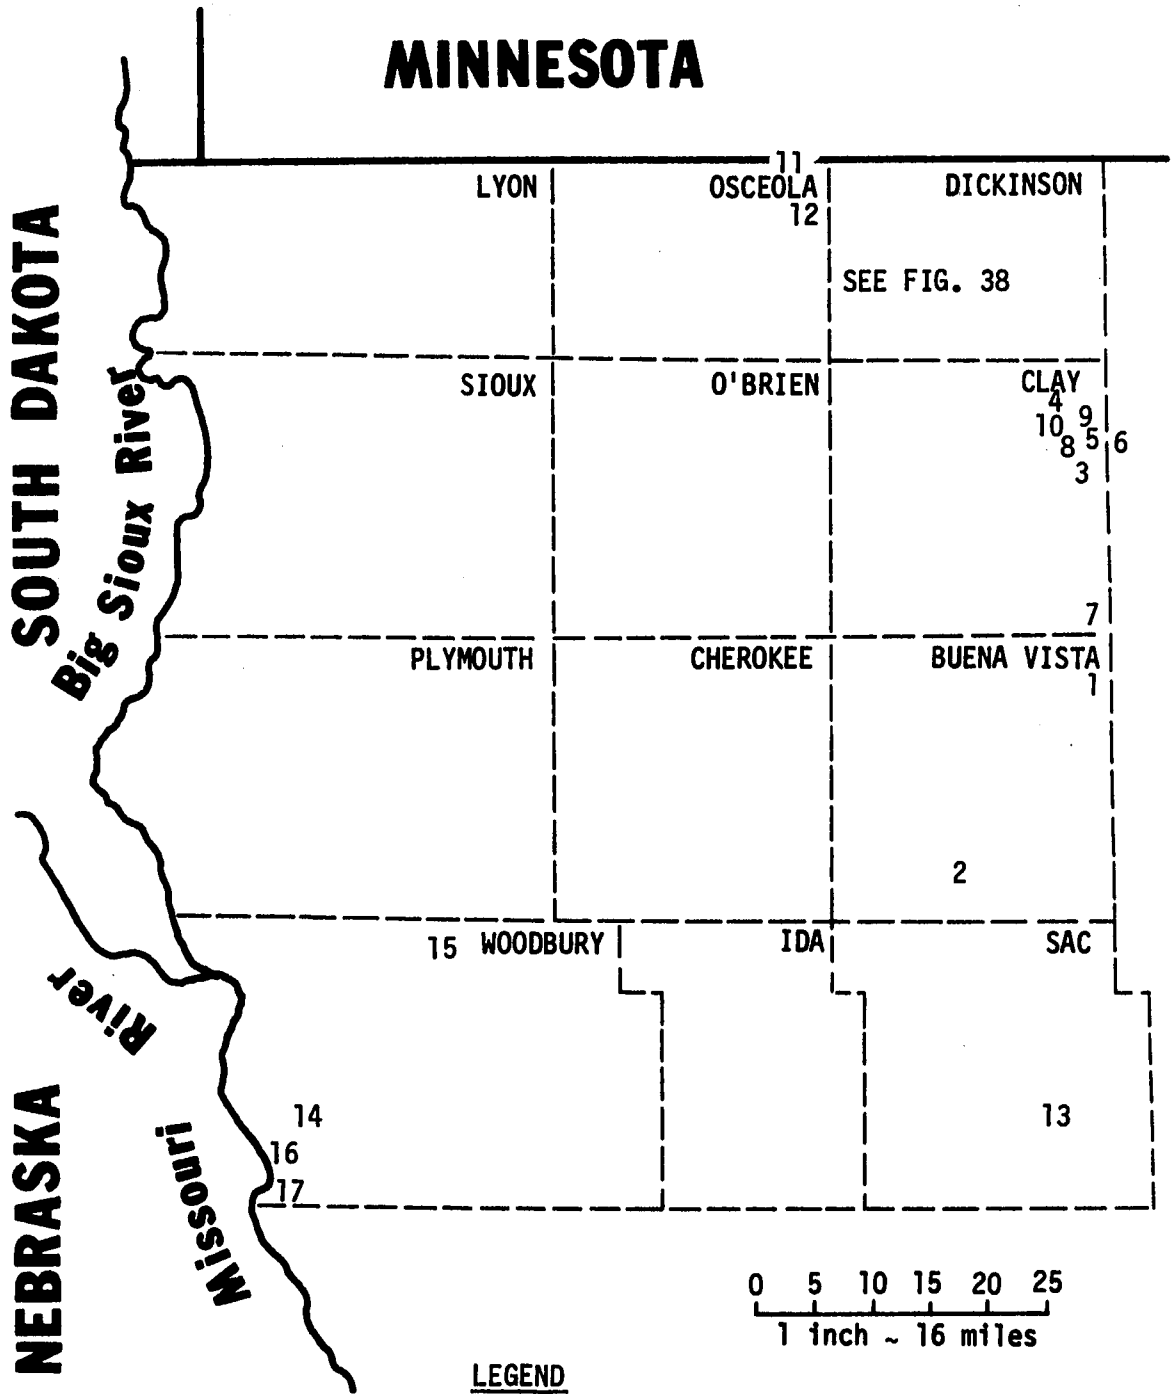 MINNESOTA
11
LYON
OSCEOLA
DICKINSON
12
SEE FIG. 38
SOUTH DAKOTA
Big Sioux River
SIOUX
O'BRIEN
CLAY
4
10 9
8 5 6
3
7
PLYMOUTH
CHEROKEE
BUENA VISTA
1
2
15 WOODBURY
IDA
SAC
River
Missouri
NEBRASKA
14
13
16
17
0 5 10 15 20 25
1 inch ~ 16 miles
LEGEND